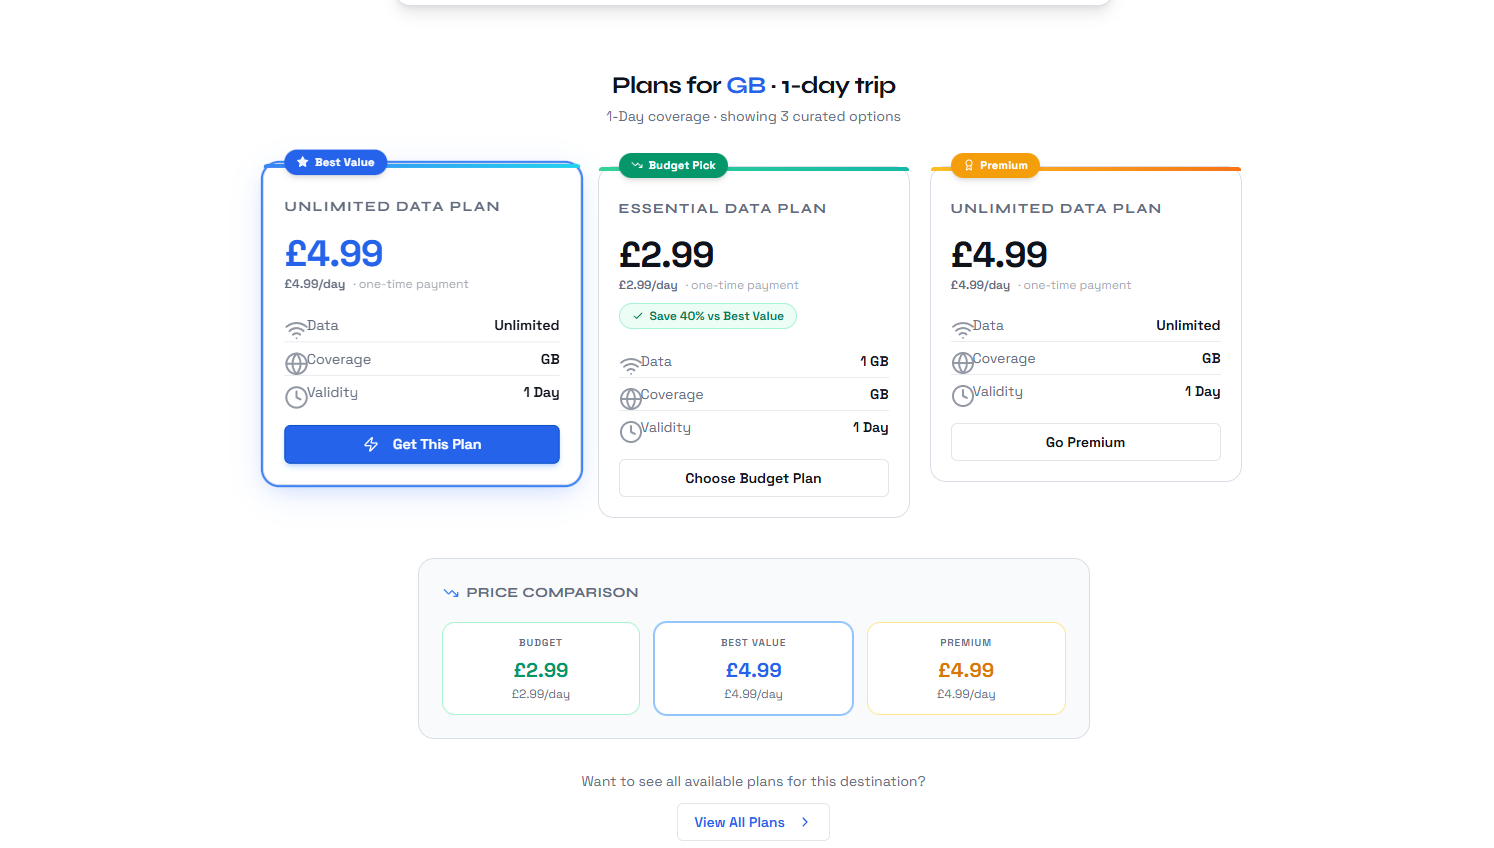 Plans for GB · 1-day trip
1-Day coverage · showing 3 curated options
Best Value
UNLIMITED DATA PLAN
£4.99
£4.99/day · one-time payment
Data Unlimited
Coverage GB
Validity 1 Day
Get This Plan
Budget Pick
ESSENTIAL DATA PLAN
£2.99
£2.99/day · one-time payment
Save 40% vs Best Value
Data 1 GB
Coverage GB
Validity 1 Day
Choose Budget Plan
Premium
UNLIMITED DATA PLAN
£4.99
£4.99/day · one-time payment
Data Unlimited
Coverage GB
Validity 1 Day
Go Premium
PRICE COMPARISON
BUDGET
£2.99
£2.99/day
BEST VALUE
£4.99
£4.99/day
PREMIUM
£4.99
£4.99/day
Want to see all available plans for this destination?
View All Plans